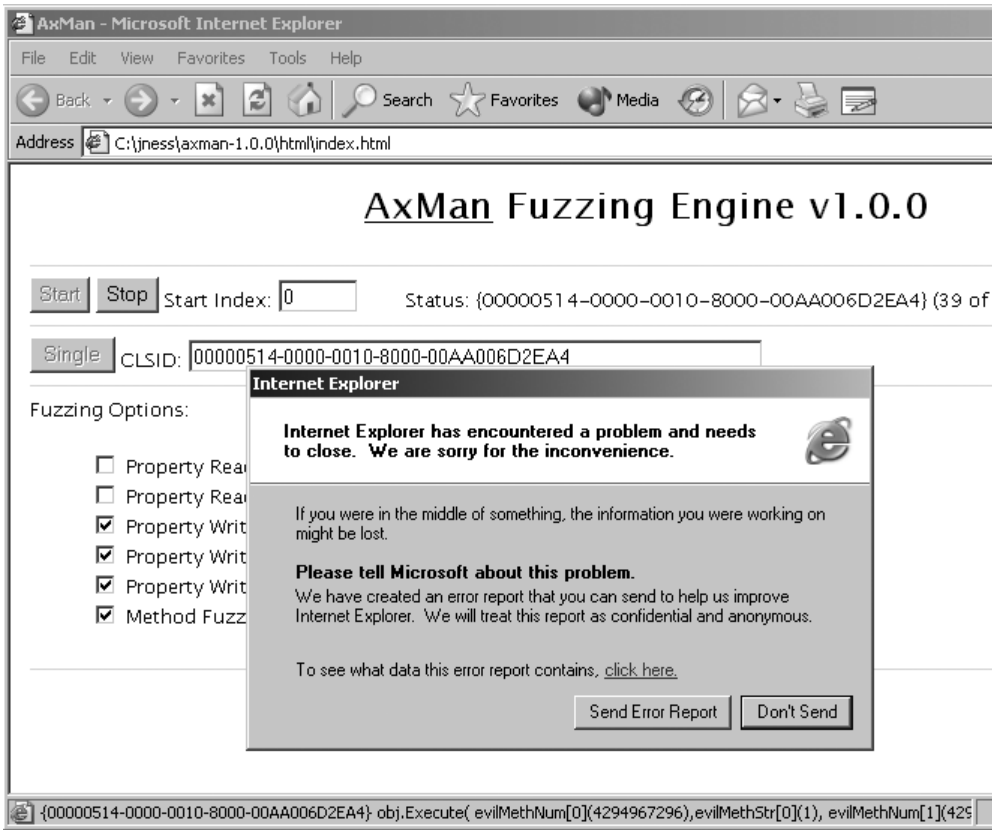 AxMan - Microsoft Internet Explorer
File Edit View Favorites Tools Help
Back Search Favorites Media
Address C:\jness\axman-1.0.0\html\index.html
AxMan Fuzzing Engine v1.0.0
Start Stop Start Index: 0 Status: {00000514-0000-0010-8000-00AA006D2EA4} (39 of
Single CLSID: 00000514-0000-0010-8000-00AA006D2EA4
Internet Explorer
Fuzzing Options:
Internet Explorer has encountered a problem and needs
to close. We are sorry for the inconvenience.
Property Rea
Property Rea
Property Writ
Property Writ
Property Writ
Method Fuzz
If you were in the middle of something, the information you were working on
might be lost.
Please tell Microsoft about this problem.
We have created an error report that you can send to help us improve
Internet Explorer. We will treat this report as confidential and anonymous.
To see what data this error report contains, click here.
Send Error Report Don't Send
{00000514-0000-0010-8000-00AA006D2EA4} obj.Execute( evilMethNum[0](4294967296),evilMethStr[0](1), evilMethNum[1](429